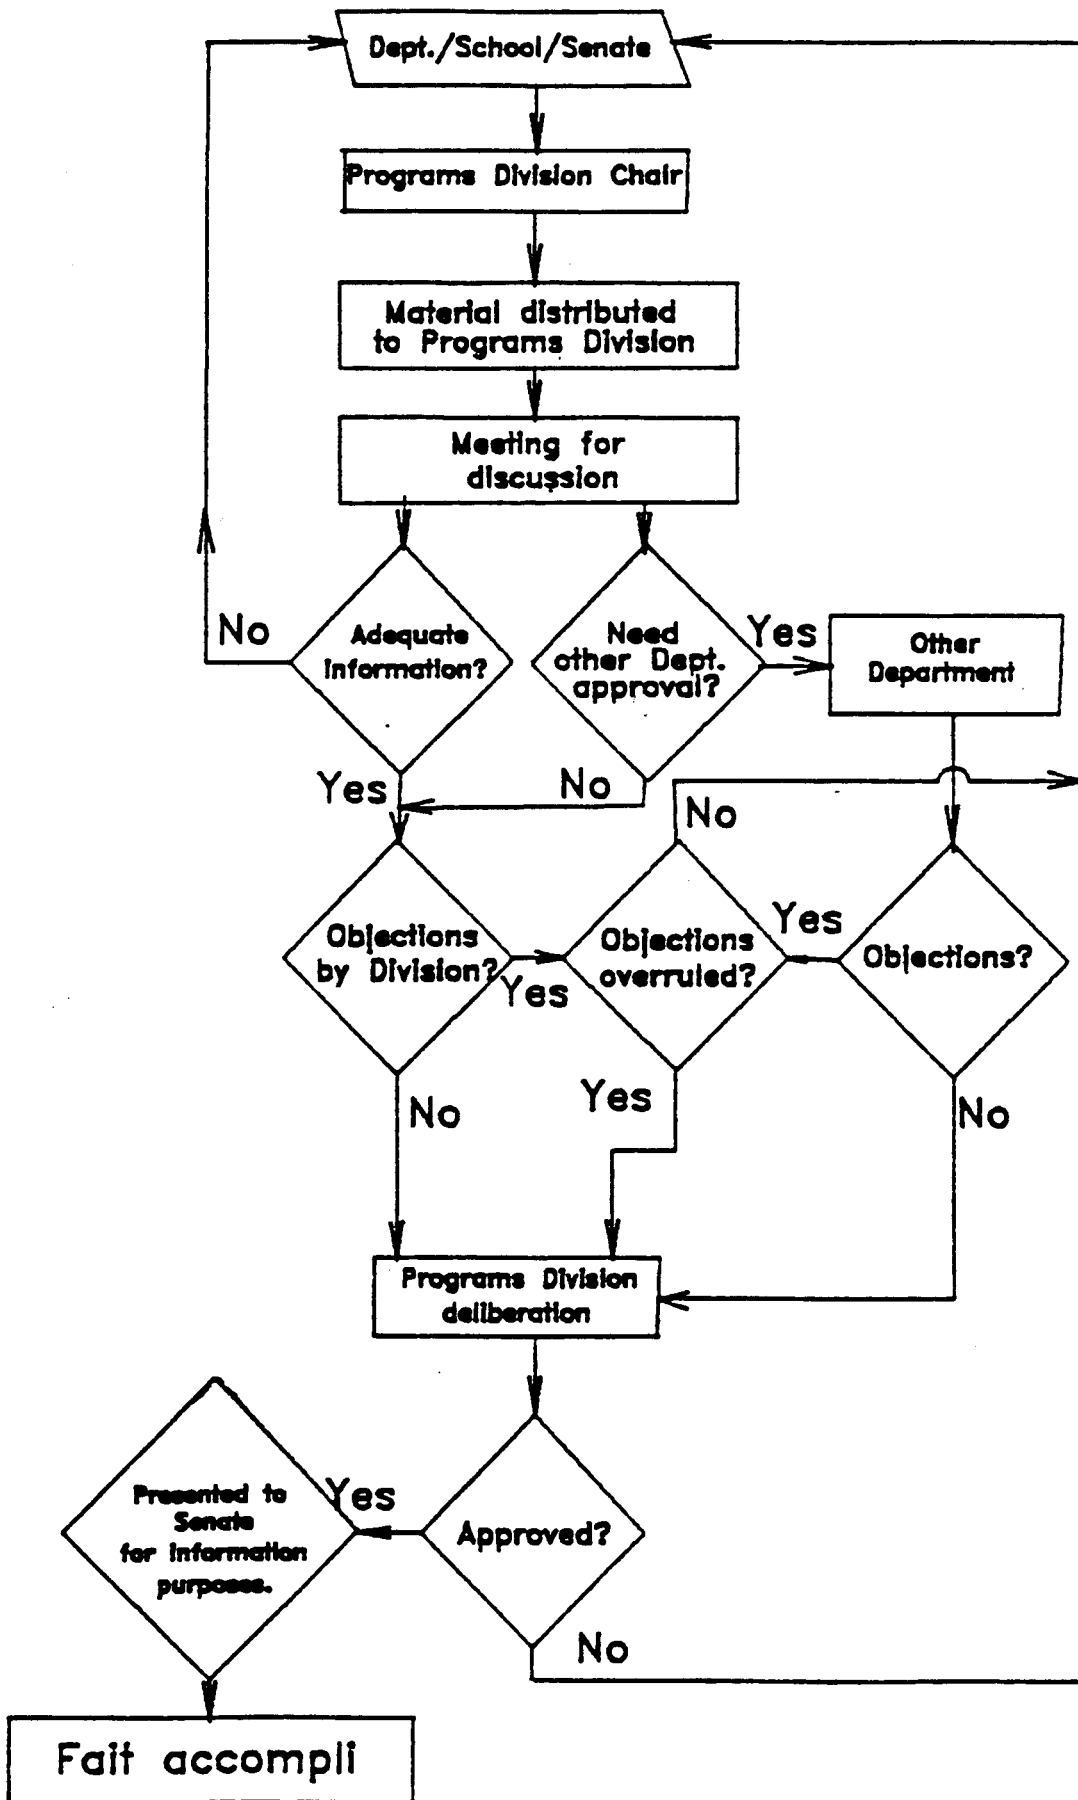 Dept./School/Senate
Programs Division Chair
Material distributed
to Programs Division
Meeting for
discussion
No
Adequate
information?
Need
other Dept.
approval?
Yes
Other
Department
Yes
No
No
Objections
by Division?
Yes
Objections
overruled?
Yes
Objections?
No
Yes
No
Programs Division
deliberation
Presented to
Senate
for information
purposes.
Yes
Approved?
No
Fait accompli